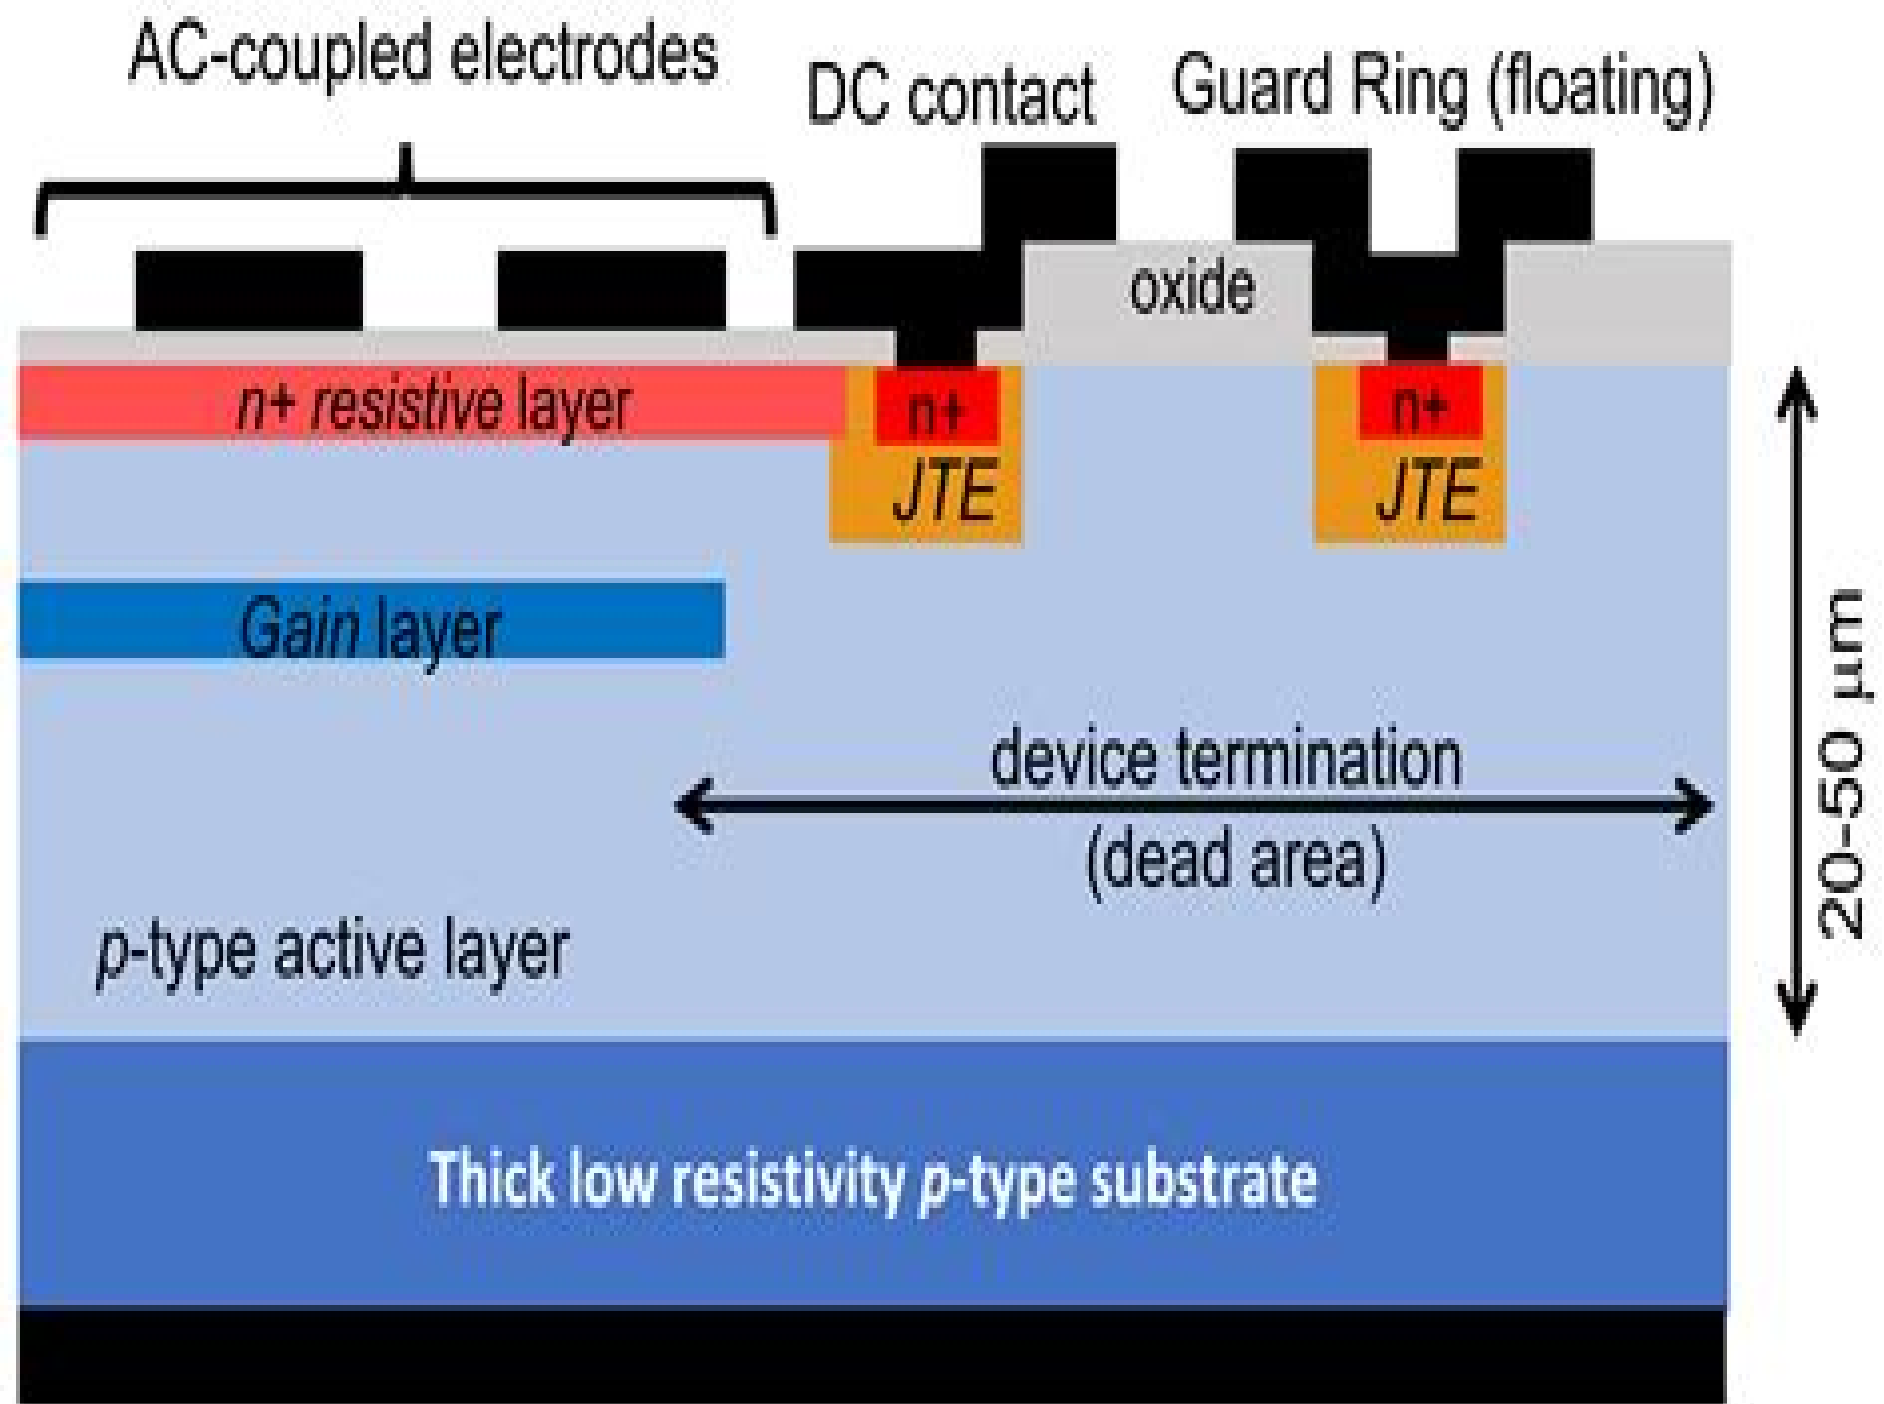 AC-coupled electrodes
DC contact
Guard Ring (floating)
oxide
n+ resistive layer
n+
n+
JTE
JTE
Gain layer
device termination
(dead area)
20-50 μm
p-type active layer
Thick low resistivity p-type substrate